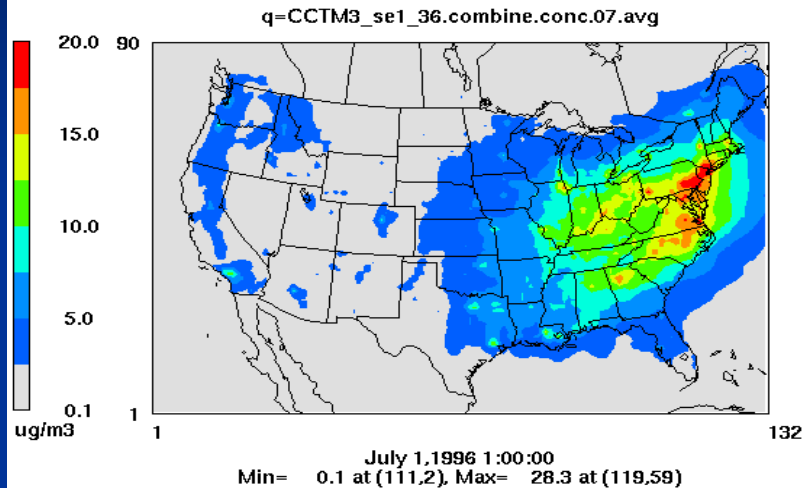 q=CCTM3_se1_36.combine.conc.07.avg
20.0
15.0
10.0
5.0
0.1
ug/m3
90
1
1
132
July 1,1996 1:00:00
Min= 0.1 at (111,2), Max= 28.3 at (119,59)